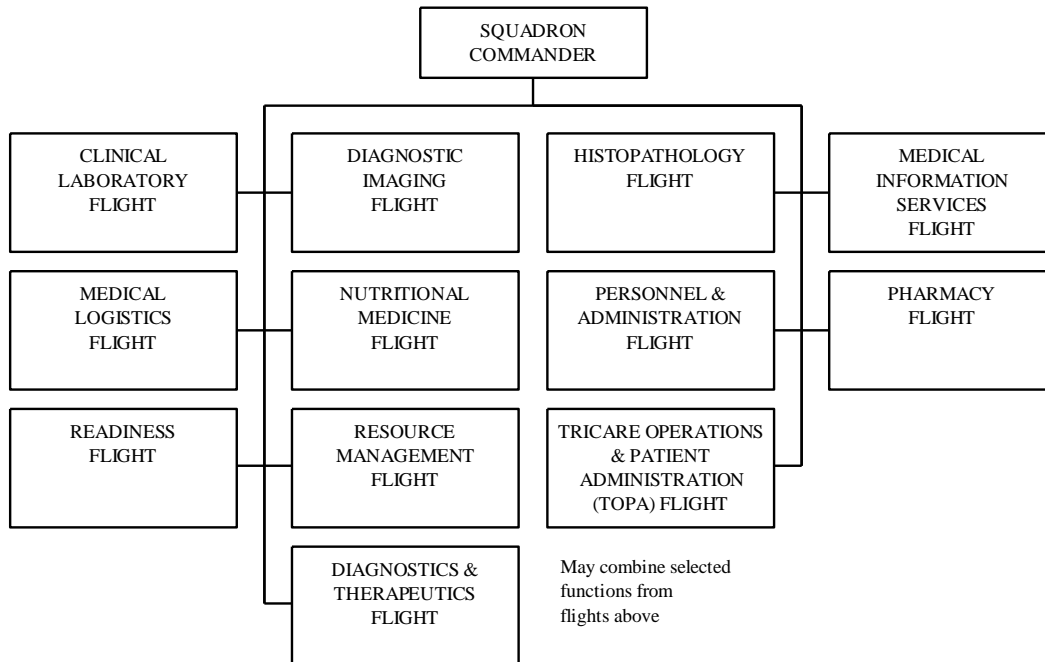 SQUADRON
COMMANDER
CLINICAL
LABORATORY
FLIGHT
DIAGNOSTIC
IMAGING
FLIGHT
HISTOPATHOLOGY
FLIGHT
MEDICAL
INFORMATION
SERVICES
FLIGHT
MEDICAL
LOGISTICS
FLIGHT
NUTRITIONAL
MEDICINE
FLIGHT
PERSONNEL &
ADMINISTRATION
FLIGHT
PHARMACY
FLIGHT
READINESS
FLIGHT
RESOURCE
MANAGEMENT
FLIGHT
TRICARE OPERATIONS
& PATIENT
ADMINISTRATION
(TOPA) FLIGHT
DIAGNOSTICS &
THERAPEUTICS
FLIGHT
May combine selected
functions from
flights above